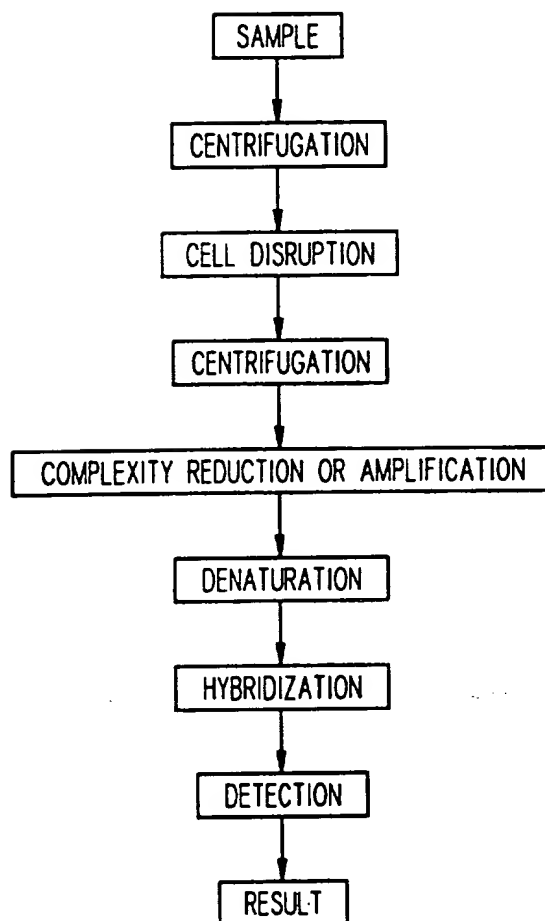 SAMPLE
CENTRIFUGATION
CELL DISRUPTION
CENTRIFUGATION
COMPLEXITY REDUCTION OR AMPLIFICATION
DENATURATION
HYBRIDIZATION
DETECTION
RESULT